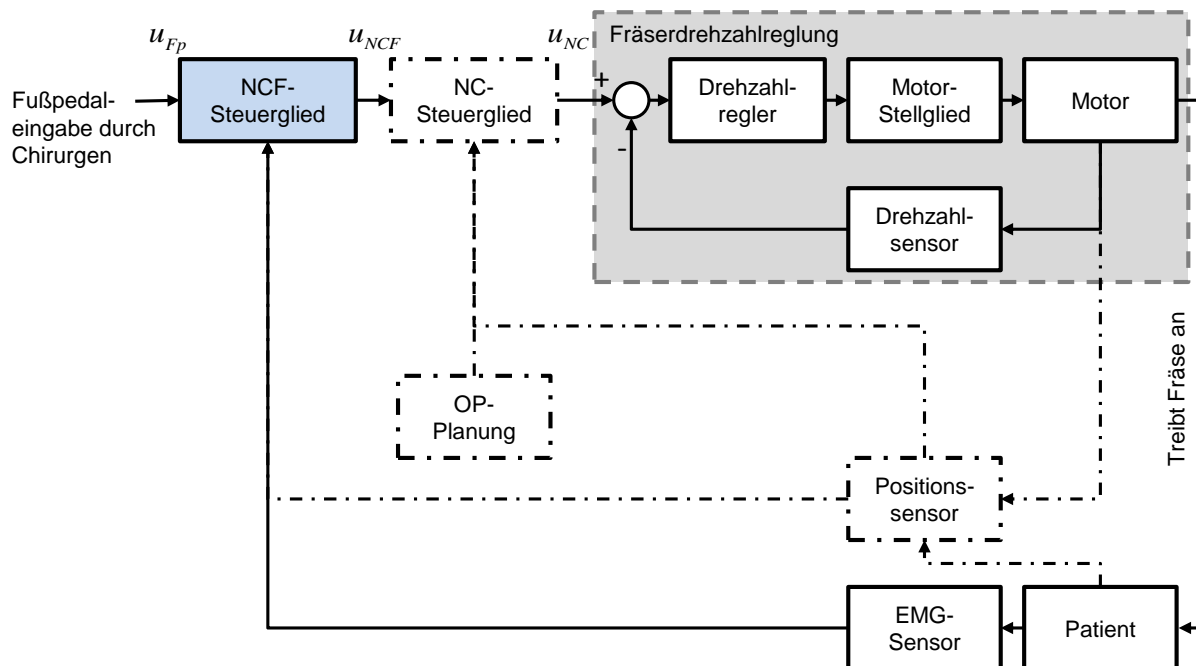 u_Fp
u_NCF
u_NC
Fräserdrehzahlreglung
Fußpedal-
eingabe durch
Chirurgen
NCF-
Steuerglied
NC-
Steuerglied
+
-
Drehzahl-
regler
Motor-
Stellglied
Motor
Drehzahl-
sensor
Treibt Fräse an
OP-
Planung
Positions-
sensor
EMG-
Sensor
Patient